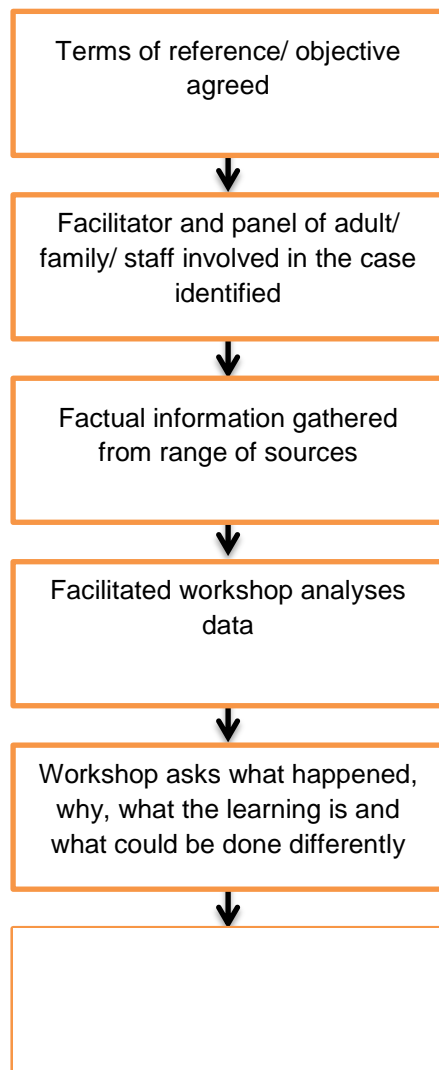 Terms of reference/ objective
agreed
Facilitator and panel of adult/
family/ staff involved in the case
identified
Factual information gathered
from range of sources
Facilitated workshop analyses
data
Workshop asks what happened,
why, what the learning is and
what could be done differently